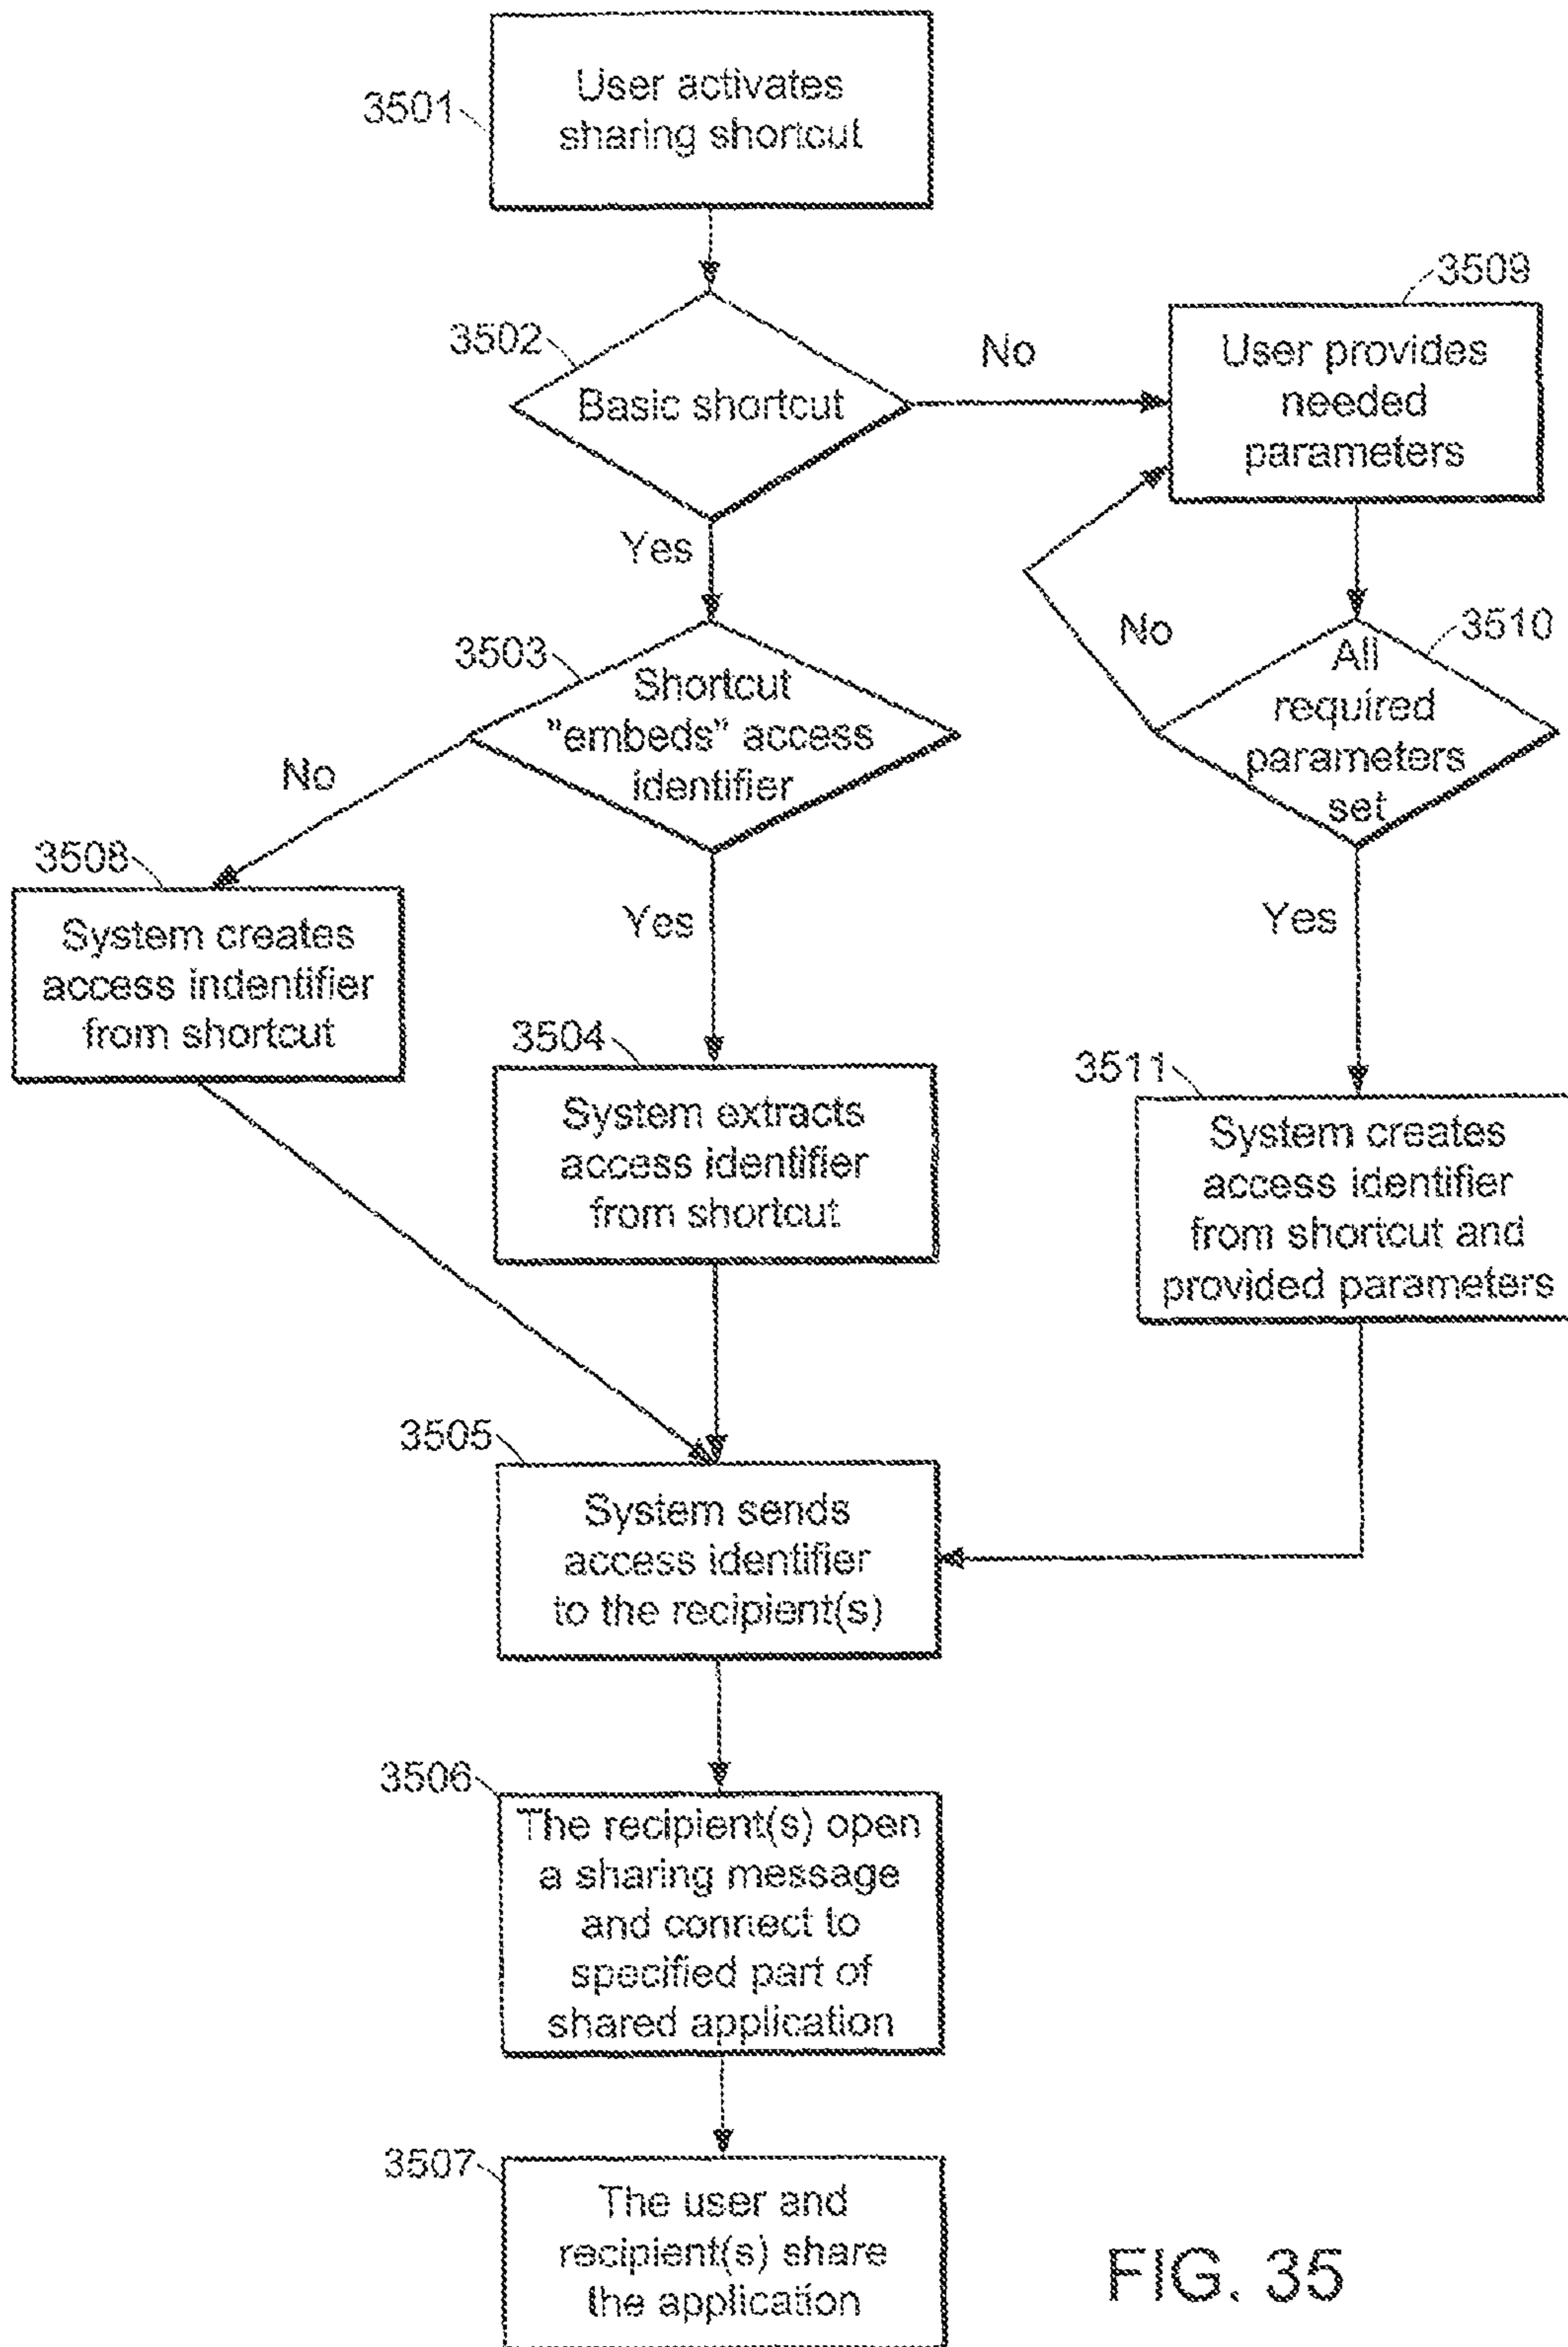 3501
User activates
sharing shortcut
3502
Basic shortcut
No
3509
User provides
needed
parameters
Yes
3503
Shortcut
"embeds" access
identifier
No
3510
All
required
parameters
set
No
3508
System creates
access indentifier
from shortcut
Yes
3504
System extracts
access identifier
from shortcut
Yes
3511
System creates
access identifier
from shortcut and
provided parameters
3505
System sends
access identifier
to the recipient(s)
3506
The recipient(s) open
a sharing message
and connect to
specified part of
shared application
3507
The user and
recipient(s) share
the application
FIG. 35